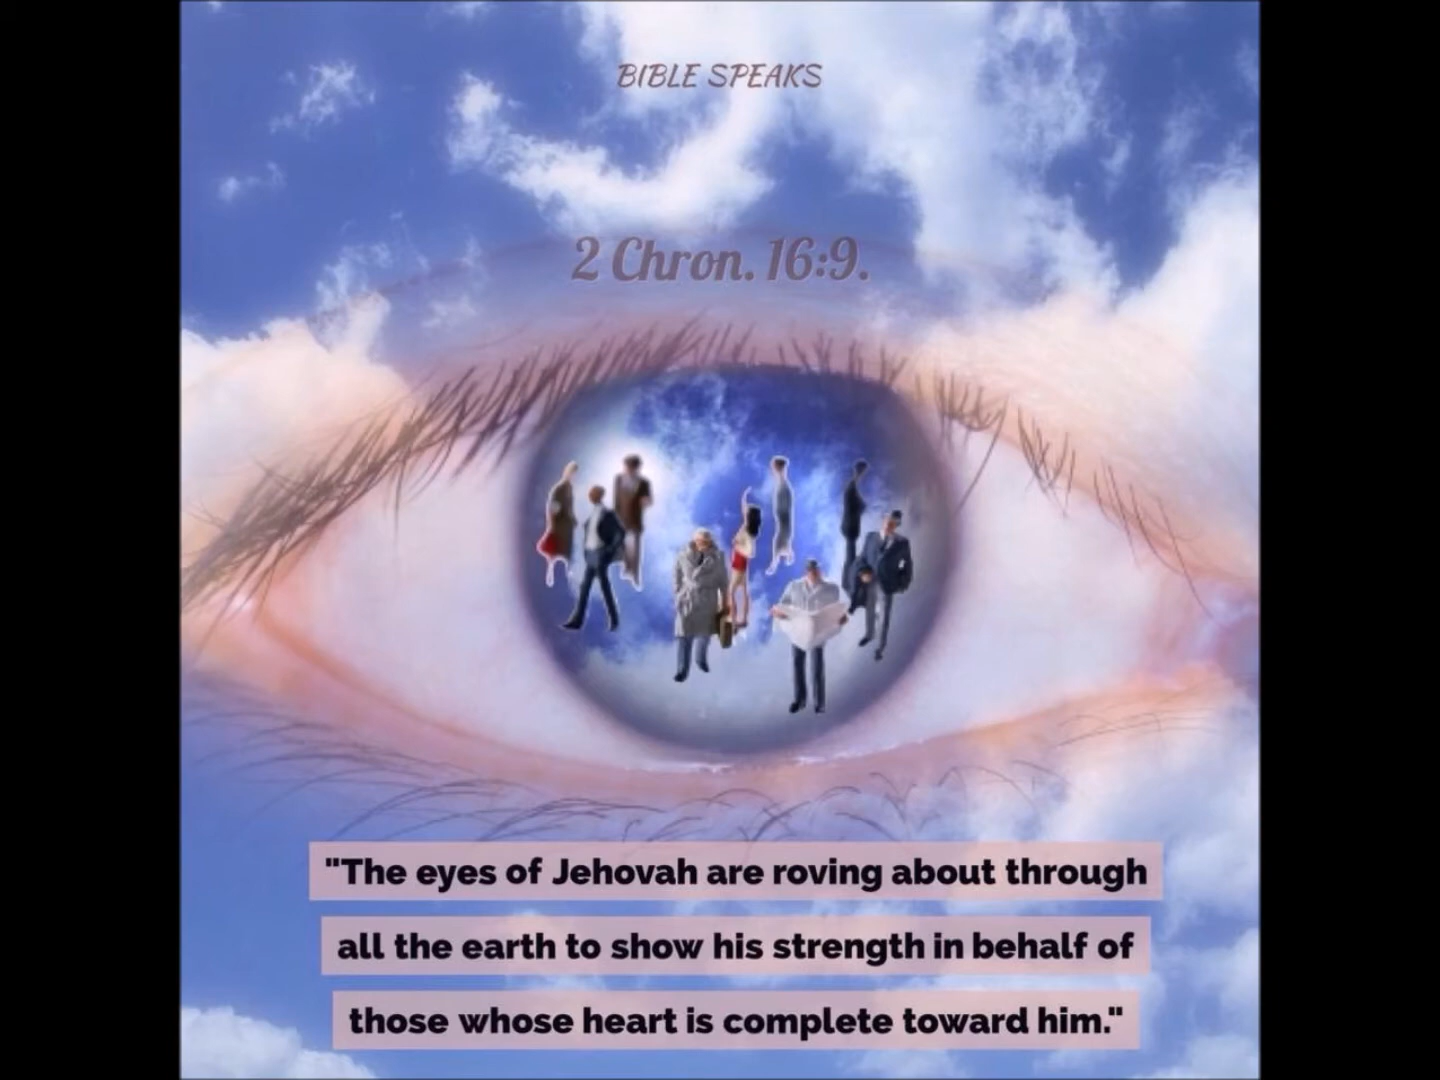 BIBLE SPEAKS
2 Chron. 16:9.
"The eyes of Jehovah are roving about through
all the earth to show his strength in behalf of
those whose heart is complete toward him."